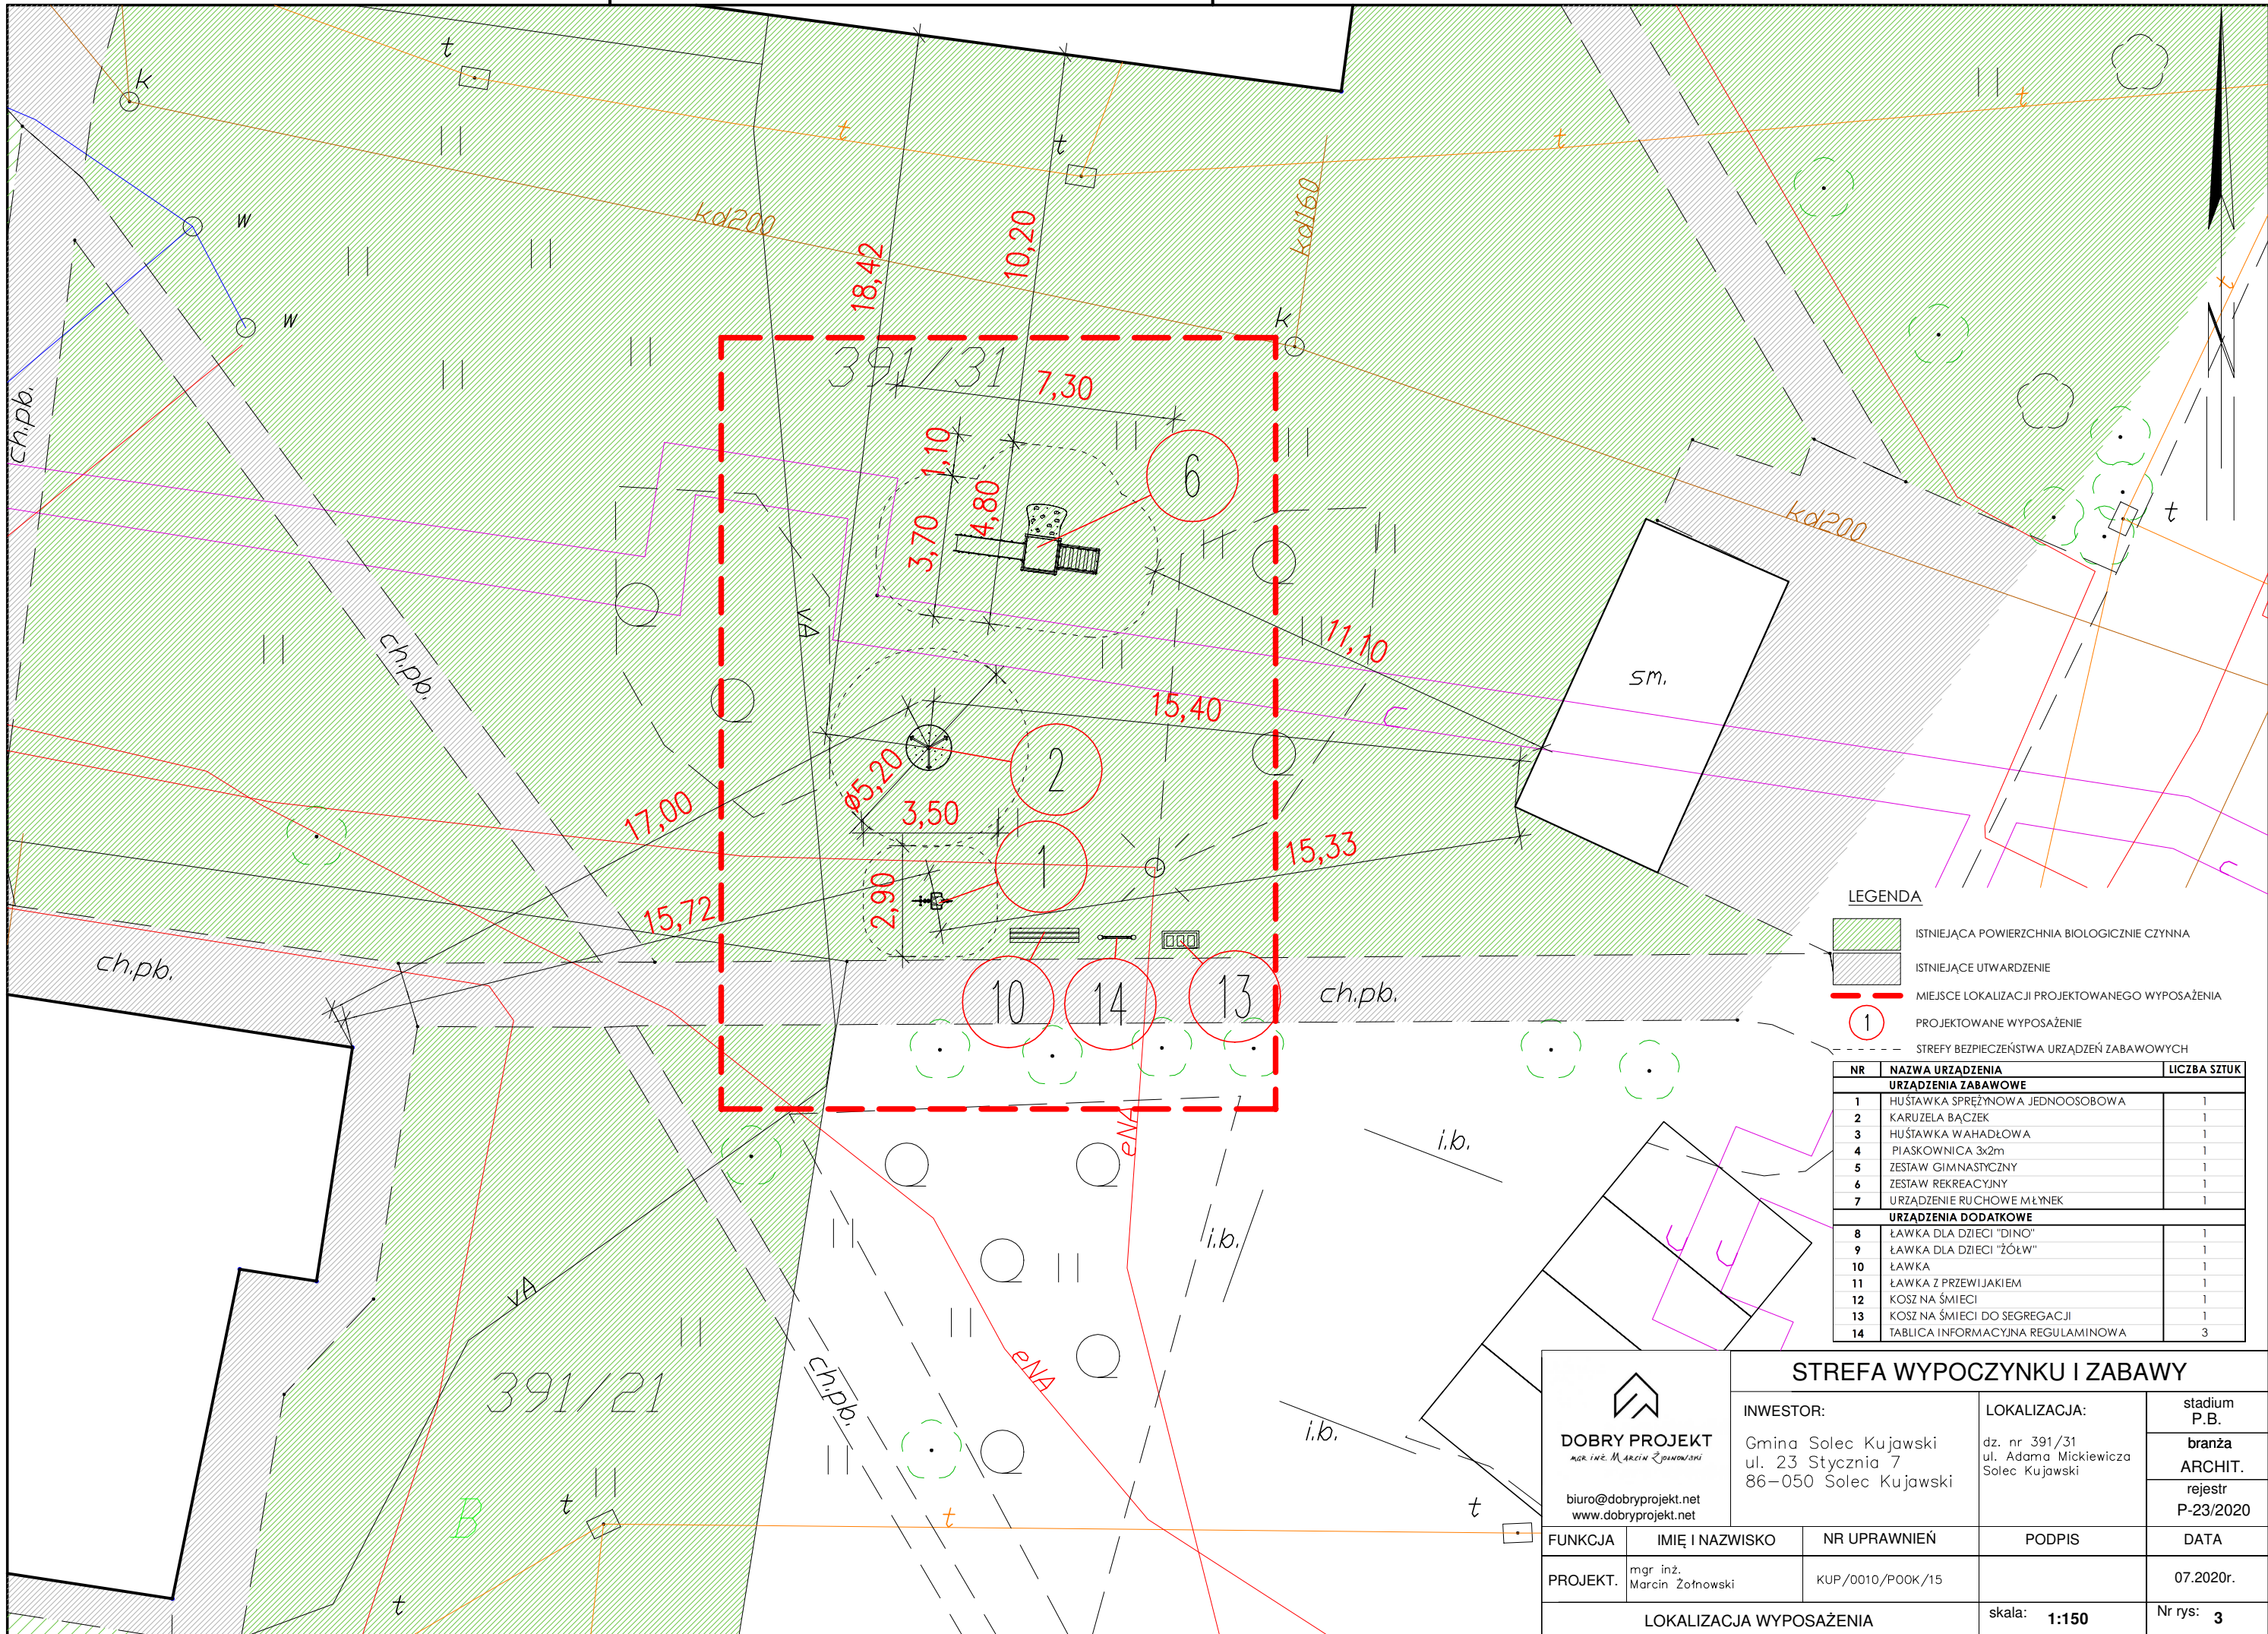 t
k
t
t
t
t
t
w
w
kd200
kd160
18,42
10,20
k
391/31
7,30
ch.pb.
1,10
6
3,70
4,80
kd200
t
t
N
ch.pb.
vA
11,10
sm.
15,40
c
2
ø5,20
3,50
17,00
1
15,33
2,90
15,72
c
ch.pb.
10
14
13
ch.pb.
eNA
i.b.
i.b.
vA
eNA
ch.pb.
391/21
i.b.
B
t
t
t
t
LEGENDA
ISTNIEJĄCA POWIERZCHNIA BIOLOGICZNIE CZYNNA
ISTNIEJĄCE UTWARDZENIE
MIEJSCE LOKALIZACJI PROJEKTOWANEGO WYPOSAŻENIA
1 PROJEKTOWANE WYPOSAŻENIE
STREFY BEZPIECZEŃSTWA URZĄDZEŃ ZABAWOWYCH
NR NAZWA URZĄDZENIA LICZBA SZTUK
URZĄDZENIA ZABAWOWE
1 HUŚTAWKA SPRĘŻYNOWA JEDNOOSOBOWA 1
2 KARUZELA BĄCZEK 1
3 HUŚTAWKA WAHADŁOWA 1
4 PIASKOWNICA 3x2m 1
5 ZESTAW GIMNASTYCZNY 1
6 ZESTAW REKREACYJNY 1
7 URZĄDZENIE RUCHOWE MŁYNEK 1
URZĄDZENIA DODATKOWE
8 ŁAWKA DLA DZIECI "DINO" 1
9 ŁAWKA DLA DZIECI "ŻÓŁW" 1
10 ŁAWKA 1
11 ŁAWKA Z PRZEWIJAKIEM 1
12 KOSZ NA ŚMIECI 1
13 KOSZ NA ŚMIECI DO SEGREGACJI 1
14 TABLICA INFORMACYJNA REGULAMINOWA 3
STREFA WYPOCZYNKU I ZABAWY
DOBRY PROJEKT
MGR INŻ. MARCIN ŻOŁNOWSKI
biuro@dobryprojekt.net
www.dobryprojekt.net
INWESTOR:
Gmina Solec Kujawski
ul. 23 Stycznia 7
86-050 Solec Kujawski
LOKALIZACJA:
dz. nr 391/31
ul. Adama Mickiewicza
Solec Kujawski
stadium
P.B.
branża
ARCHIT.
rejestr
P-23/2020
FUNKCJA IMIĘ I NAZWISKO NR UPRAWNIEŃ PODPIS DATA
PROJEKT. mgr inż.
Marcin Żołnowski KUP/0010/POOK/15 07.2020r.
LOKALIZACJA WYPOSAŻENIA skala: 1:150 Nr rys: 3